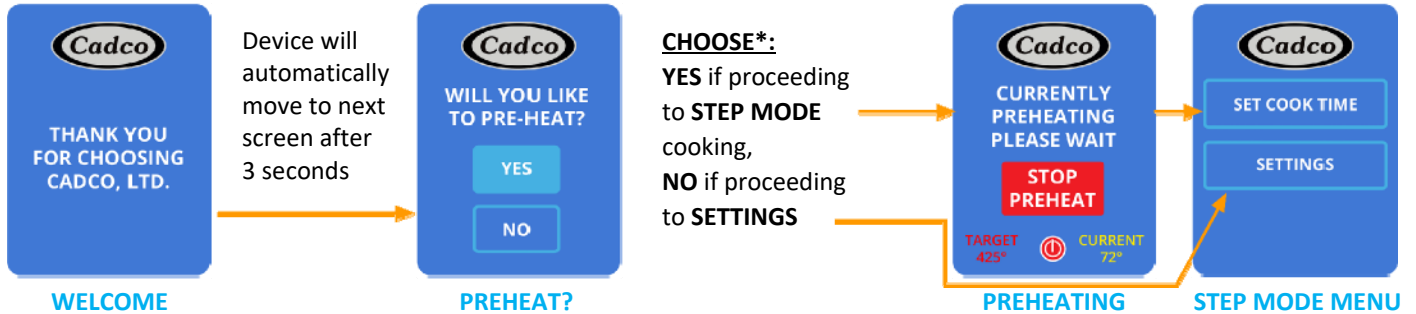 Cadco
THANK YOU
FOR CHOOSING
CADCO, LTD.
WELCOME
Device will
automatically
move to next
screen after
3 seconds
Cadco
WILL YOU LIKE
TO PRE-HEAT?
YES
NO
PREHEAT?
CHOOSE*:
YES if proceeding
to STEP MODE
cooking,
NO if proceeding
to SETTINGS
Cadco
CURRENTLY
PREHEATING
PLEASE WAIT
STOP
PREHEAT
TARGET
425°
CURRENT
72°
PREHEATING
Cadco
SET COOK TIME
SETTINGS
STEP MODE MENU